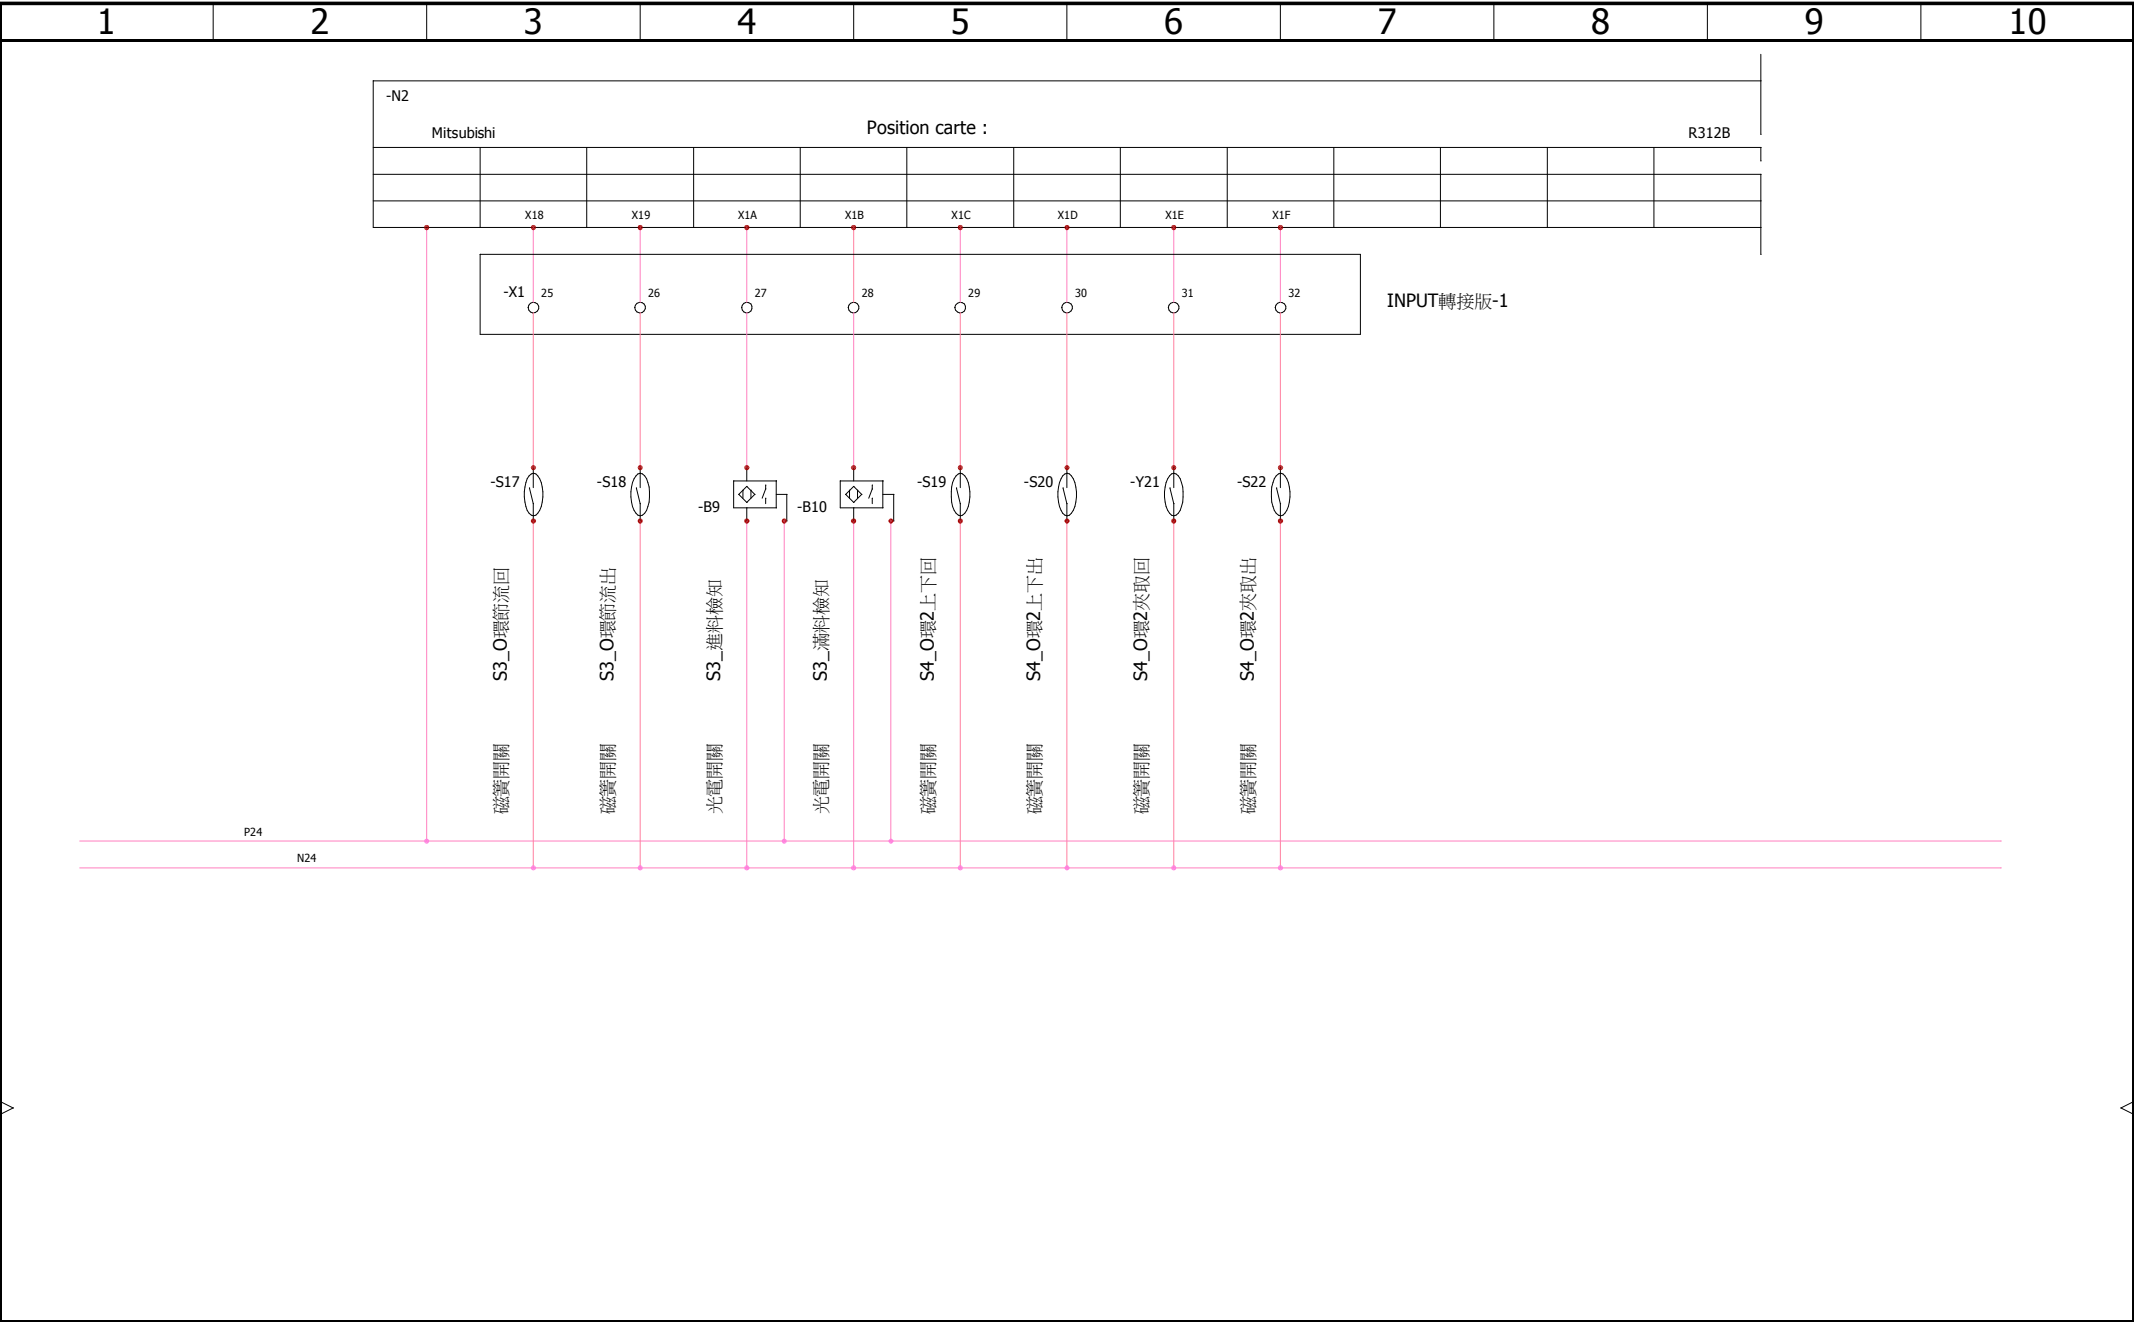 1 2 3 4 5 6 7 8 9 10
-N2
Mitsubishi Position carte : R312B
X18 X19 X1A X1B X1C X1D X1E X1F
-X1 25 26 27 28 29 30 31 32
INPUT轉接版-1
-S17 -S18 -B9 -B10 -S19 -S20 -Y21 -S22
S3_O環節流回
S3_O環節流出
S3_進料檢知
S3_滿料檢知
S4_O環2上下回
S4_O環2上下出
S4_O環2夾取回
S4_O環2夾取出
磁簧開關
磁簧開關
光電開關
光電開關
磁簧開關
磁簧開關
磁簧開關
磁簧開關
P24
N24